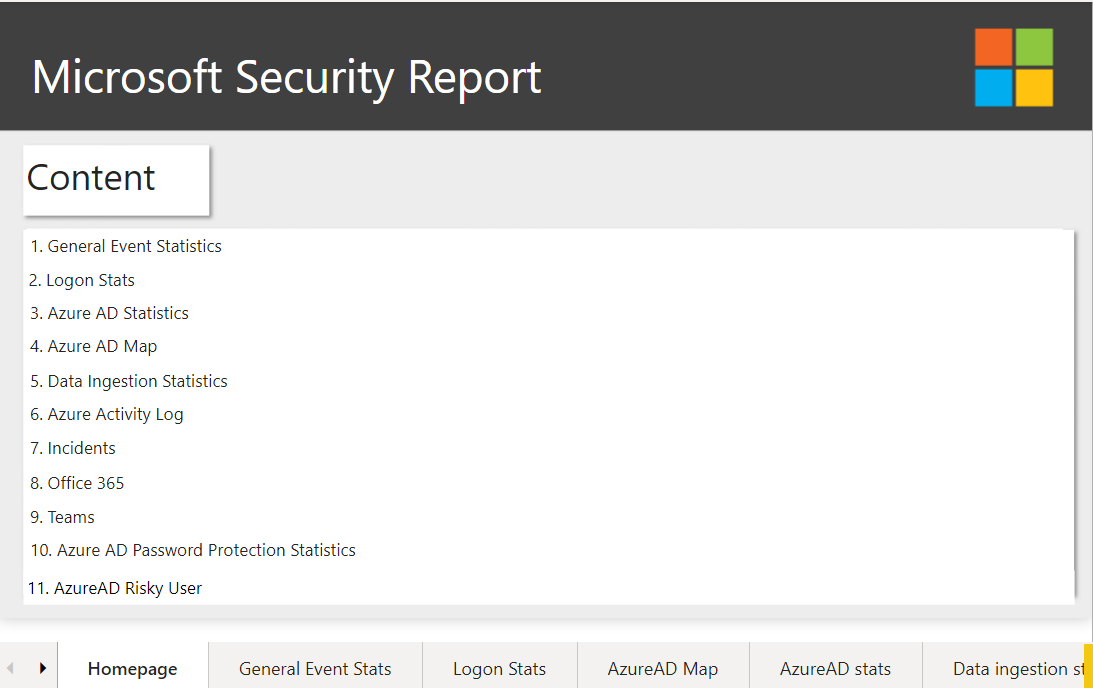 Microsoft Security Report
Content
1. General Event Statistics
2. Logon Stats
3. Azure AD Statistics
4. Azure AD Map
5. Data Ingestion Statistics
6. Azure Activity Log
7. Incidents
8. Office 365
9. Teams
10. Azure AD Password Protection Statistics
11. AzureAD Risky User
Homepage General Event Stats Logon Stats AzureAD Map AzureAD stats Data ingestion st